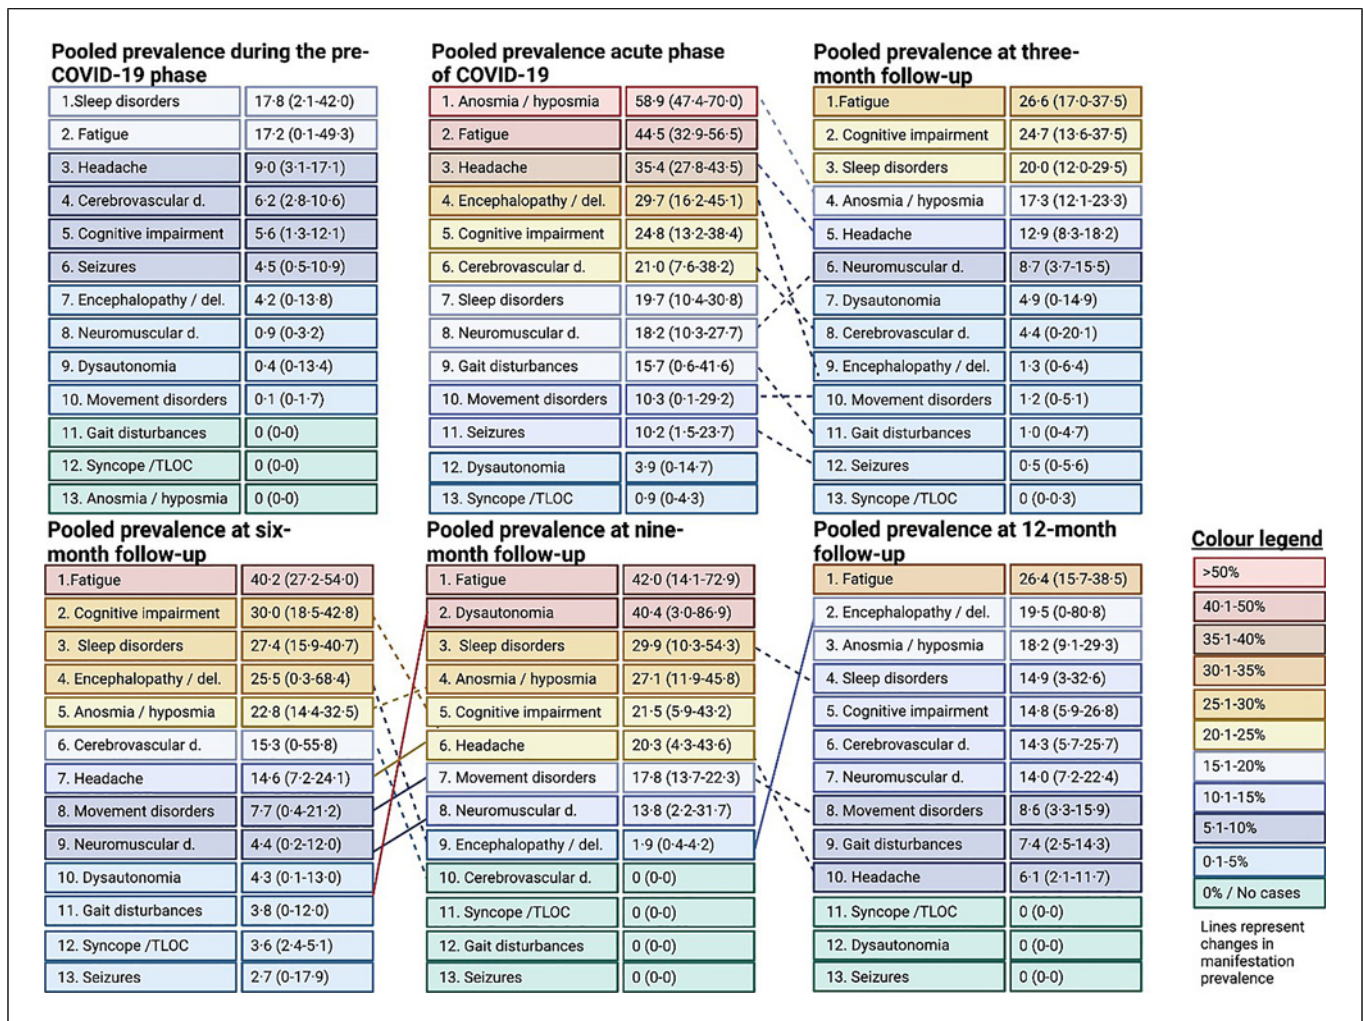 Pooled prevalence during the pre-
COVID-19 phase
1.Sleep disorders 17·8 (2·1-42·0)
2. Fatigue 17·2 (0·1-49·3)
3. Headache 9·0 (3·1-17·1)
4. Cerebrovascular d. 6·2 (2·8-10·6)
5. Cognitive impairment 5·6 (1·3-12·1)
6. Seizures 4·5 (0·5-10·9)
7. Encephalopathy / del. 4·2 (0-13·8)
8. Neuromuscular d. 0·9 (0-3·2)
9. Dysautonomia 0·4 (0-13·4)
10. Movement disorders 0·1 (0-1·7)
11. Gait disturbances 0 (0-0)
12. Syncope /TLOC 0 (0-0)
13. Anosmia / hyposmia 0 (0-0)
Pooled prevalence acute phase
of COVID-19
1. Anosmia / hyposmia 58·9 (47·4-70·0)
2. Fatigue 44·5 (32·9-56·5)
3. Headache 35·4 (27·8-43·5)
4. Encephalopathy / del. 29·7 (16·2-45·1)
5. Cognitive impairment 24·8 (13·2-38·4)
6. Cerebrovascular d. 21·0 (7·6-38·2)
7. Sleep disorders 19·7 (10·4-30·8)
8. Neuromuscular d. 18·2 (10·3-27·7)
9. Gait disturbances 15·7 (0·6-41·6)
10. Movement disorders 10·3 (0·1-29·2)
11. Seizures 10·2 (1·5-23·7)
12. Dysautonomia 3·9 (0-14·7)
13. Syncope /TLOC 0·9 (0-4·3)
Pooled prevalence at three-
month follow-up
1.Fatigue 26·6 (17·0-37·5)
2. Cognitive impairment 24·7 (13·6-37·5)
3. Sleep disorders 20·0 (12·0-29·5)
4. Anosmia / hyposmia 17·3 (12·1-23·3)
5. Headache 12·9 (8·3-18·2)
6. Neuromuscular d. 8·7 (3·7-15·5)
7. Dysautonomia 4·9 (0-14·9)
8. Cerebrovascular d. 4·4 (0-20·1)
9. Encephalopathy / del. 1·3 (0-6·4)
10. Movement disorders 1·2 (0-5·1)
11. Gait disturbances 1·0 (0-4·7)
12. Seizures 0·5 (0-5·6)
13. Syncope /TLOC 0 (0-0·3)
Pooled prevalence at six-
month follow-up
1.Fatigue 40·2 (27·2-54·0)
2. Cognitive impairment 30·0 (18·5-42·8)
3. Sleep disorders 27·4 (15·9-40·7)
4. Encephalopathy / del. 25·5 (0·3-68·4)
5. Anosmia / hyposmia 22·8 (14·4-32·5)
6. Cerebrovascular d. 15·3 (0-55·8)
7. Headache 14·6 (7·2-24·1)
8. Movement disorders 7·7 (0·4-21·2)
9. Neuromuscular d. 4·4 (0·2-12·0)
10. Dysautonomia 4·3 (0·1-13·0)
11. Gait disturbances 3·8 (0-12·0)
12. Syncope /TLOC 3·6 (2·4-5·1)
13. Seizures 2·7 (0-17·9)
Pooled prevalence at nine-
month follow-up
1. Fatigue 42·0 (14·1-72·9)
2. Dysautonomia 40·4 (3·0-86·9)
3. Sleep disorders 29·9 (10·3-54·3)
4. Anosmia / hyposmia 27·1 (11·9-45·8)
5. Cognitive impairment 21·5 (5·9-43·2)
6. Headache 20·3 (4·3-43·6)
7. Movement disorders 17·8 (13·7-22·3)
8. Neuromuscular d. 13·8 (2·2-31·7)
9. Encephalopathy / del. 1·9 (0·4-4·2)
10. Cerebrovascular d. 0 (0-0)
11. Syncope /TLOC 0 (0-0)
12. Gait disturbances 0 (0-0)
13. Seizures 0 (0-0)
Pooled prevalence at 12-month
follow-up
1. Fatigue 26·4 (15·7-38·5)
2. Encephalopathy / del. 19·5 (0-80·8)
3. Anosmia / hyposmia 18·2 (9·1-29·3)
4. Sleep disorders 14·9 (3-32·6)
5. Cognitive impairment 14·8 (5·9-26·8)
6. Cerebrovascular d. 14·3 (5·7-25·7)
7. Neuromuscular d. 14·0 (7·2-22·4)
8. Movement disorders 8·6 (3·3-15·9)
9. Gait disturbances 7·4 (2·5-14·3)
10. Headache 6·1 (2·1-11·7)
11. Syncope /TLOC 0 (0-0)
12. Dysautonomia 0 (0-0)
13. Seizures 0 (0-0)
Colour legend
>50%
40·1-50%
35·1-40%
30·1-35%
25·1-30%
20·1-25%
15·1-20%
10·1-15%
5·1-10%
0·1-5%
0% / No cases
Lines represent
changes in
manifestation
prevalence